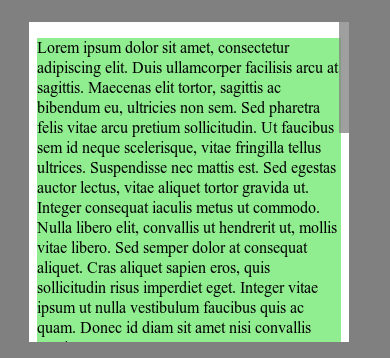 Lorem ipsum dolor sit amet, consectetur
adipiscing elit. Duis ullamcorper facilisis arcu at
sagittis. Maecenas elit tortor, sagittis ac
bibendum eu, ultricies non sem. Sed pharetra
felis vitae arcu pretium sollicitudin. Ut faucibus
sem id neque scelerisque, vitae fringilla tellus
ultrices. Suspendisse nec mattis est. Sed egestas
auctor lectus, vitae aliquet tortor gravida ut.
Integer consequat iaculis metus ut commodo.
Nulla libero elit, convallis ut hendrerit ut, mollis
vitae libero. Sed semper dolor at consequat
aliquet. Cras aliquet sapien eros, quis
sollicitudin risus imperdiet eget. Integer vitae
ipsum ut nulla vestibulum faucibus quis ac
quam. Donec id diam sit amet nisi convallis